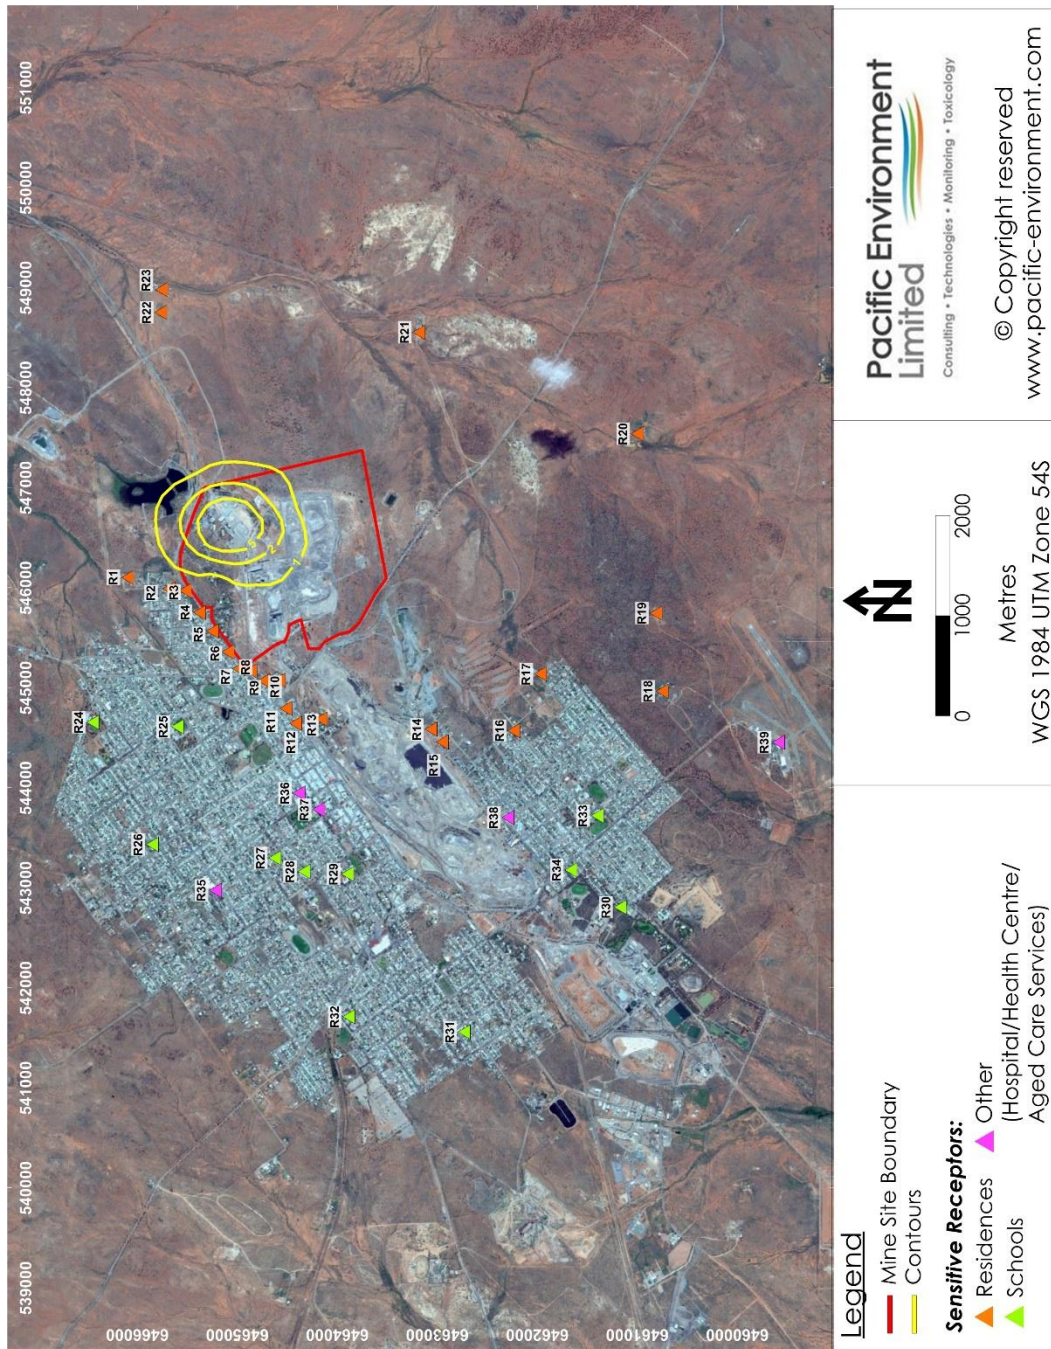 539000
540000
541000
542000
543000
544000
545000
546000
547000
548000
549000
550000
551000
6466000
6465000
6464000
6463000
6462000
6461000
6460000
R1
R2
R3
R4
R5
R6
R7
R8
R9
R10
R11
R12
R13
R14
R15
R16
R17
R18
R19
R20
R21
R22
R23
R24
R25
R26
R27
R28
R29
R30
R31
R32
R33
R34
R35
R36
R37
R38
R39
1
2
Legend
Mine Site Boundary
Contours
Sensitive Receptors:
Residences
Schools
Other
(Hospital/Health Centre/
Aged Care Services)
N
0 1000 2000
Metres
WGS 1984 UTM Zone 54S
Pacific Environment
Limited
Consulting • Technologies • Monitoring • Toxicology
© Copyright reserved
www.pacific-environment.com